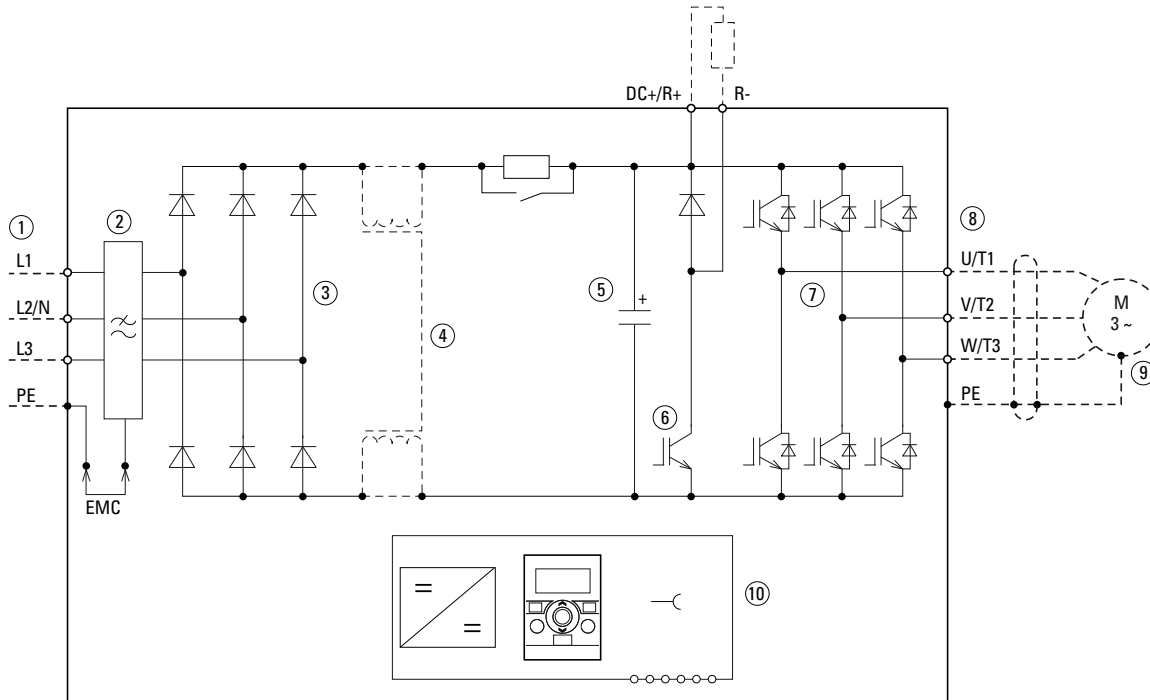 DC+/R+ R-
① ② ⑧
L1 U/T1
③ ⑤ ⑦
L2/N + V/T2 M
3 ~
④
L3 W/T3
⑨
PE ⑥ PE
EMC
⑩